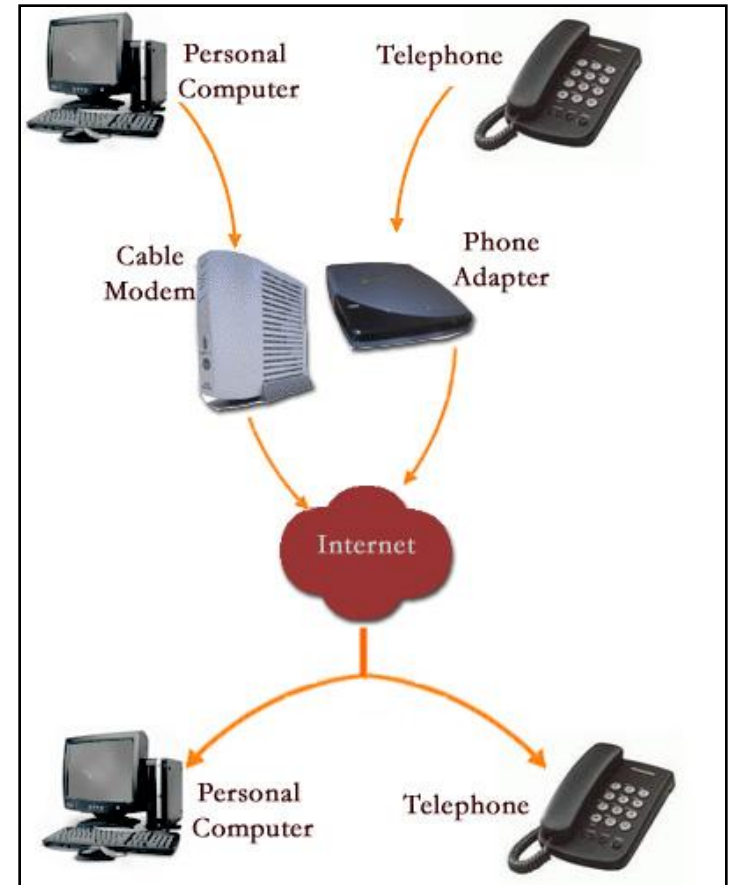 Personal
Computer
Telephone
Cable
Modem
Phone
Adapter
Internet
Personal
Computer
Telephone